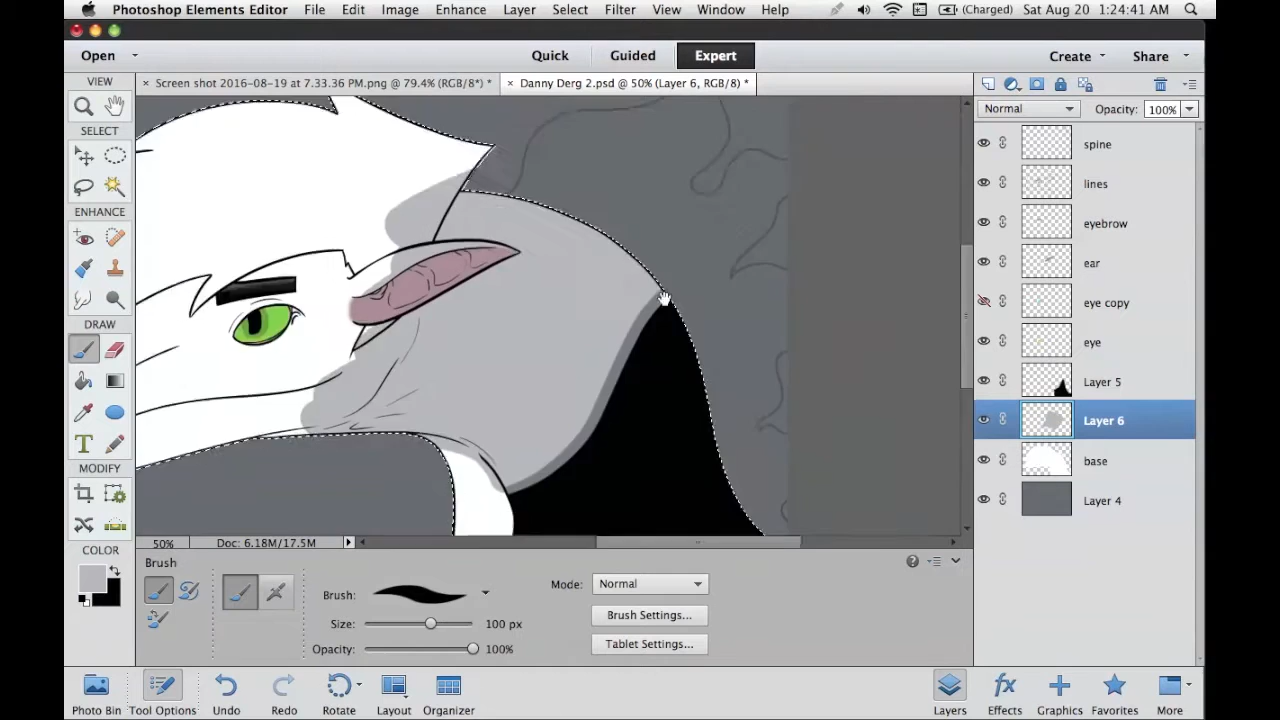 Photoshop Elements Editor File Edit Image Enhance Layer Select Filter View Window Help (Charged) Sat Aug 20 1:24:41 AM
Open Quick Guided Expert Create Share
VIEW
× Screen shot 2016-08-19 at 7.33.36 PM.png @ 79.4% (RGB/8*) * × Danny Derg 2.psd @ 50% (Layer 6, RGB/8) *
Normal Opacity: 100%
SELECT
spine
lines
ENHANCE
eyebrow
ear
eye copy
DRAW
eye
Layer 5
Layer 6
T
base
MODIFY
Layer 4
50% Doc: 6.18M/17.5M
COLOR
Brush
Brush:
Size: 100 px
Opacity: 100%
Mode: Normal
Brush Settings...
Tablet Settings...
Photo Bin Tool Options Undo Redo Rotate Layout Organizer Layers Effects Graphics Favorites More